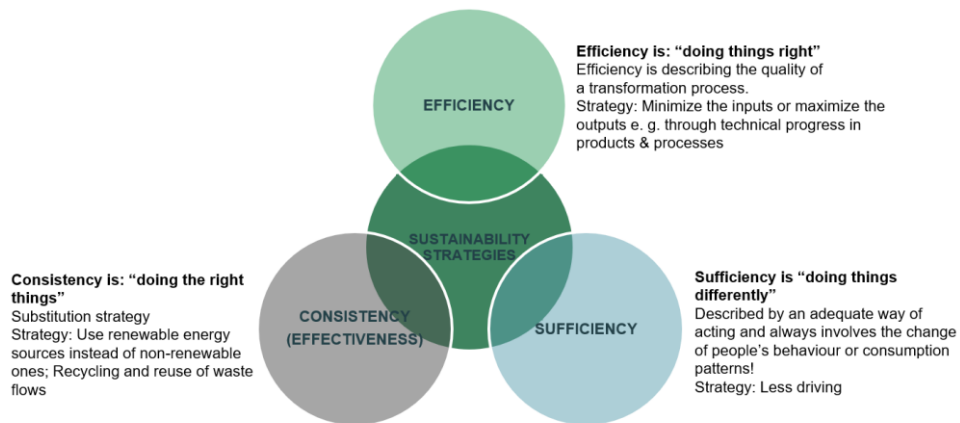 Efficiency is: “doing things right”
Efficiency is describing the quality of
a transformation process.
Strategy: Minimize the inputs or maximize the
outputs e. g. through technical progress in
products & processes
EFFICIENCY
SUSTAINABILITY
STRATEGIES
Consistency is: “doing the right
things”
Substitution strategy
Strategy: Use renewable energy
sources instead of non-renewable
ones; Recycling and reuse of waste
flows
CONSISTENCY
(EFFECTIVENESS)
SUFFICIENCY
Sufficiency is “doing things
differently”
Described by an adequate way of
acting and always involves the change
of people’s behaviour or consumption
patterns!
Strategy: Less driving